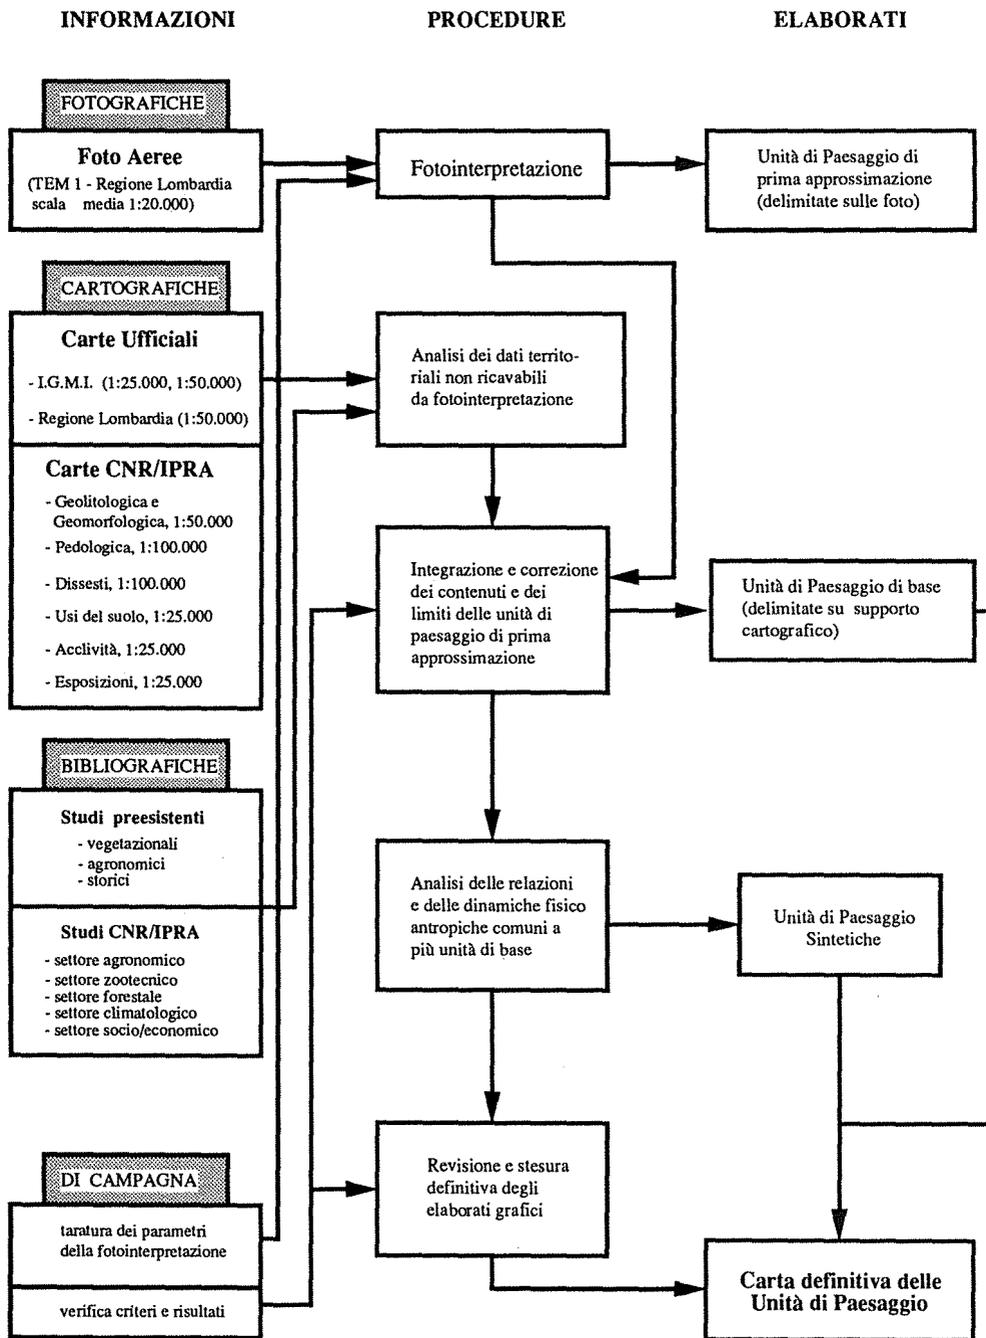 INFORMAZIONI
PROCEDURE
ELABORATI
FOTOGRAFICHE
Foto Aeree
(TEM 1 - Regione Lombardia
scala media 1:20.000)
Fotointerpretazione
Unità di Paesaggio di
prima approssimazione
(delimitate sulle foto)
CARTOGRAFICHE
Carte Ufficiali
- I.G.M.I. (1:25.000, 1:50.000)
- Regione Lombardia (1:50.000)
Analisi dei dati territo-
riali non ricavabili
da fotointerpretazione
Carte CNR/IPRA
- Geolitologica e
Geomorfologica, 1:50.000
- Pedologica, 1:100.000
- Dissesti, 1:100.000
- Usi del suolo, 1:25.000
- Acclività, 1:25.000
- Esposizioni, 1:25.000
Integrazione e correzione
dei contenuti e dei
limiti delle unità di
paesaggio di prima
approssimazione
Unità di Paesaggio di base
(delimitate su supporto
cartografico)
BIBLIOGRAFICHE
Studi preesistenti
- vegetazionali
- agronomici
- storici
Studi CNR/IPRA
- settore agronomico
- settore zootecnico
- settore forestale
- settore climatologico
- settore socio/economico
Analisi delle relazioni
e delle dinamiche fisico
antropiche comuni a
più unità di base
Unità di Paesaggio
Sintetiche
DI CAMPAGNA
taratura dei parametri
della fotointerpretazione
verifica criteri e risultati
Revisione e stesura
definitiva degli
elaborati grafici
Carta definitiva delle
Unità di Paesaggio